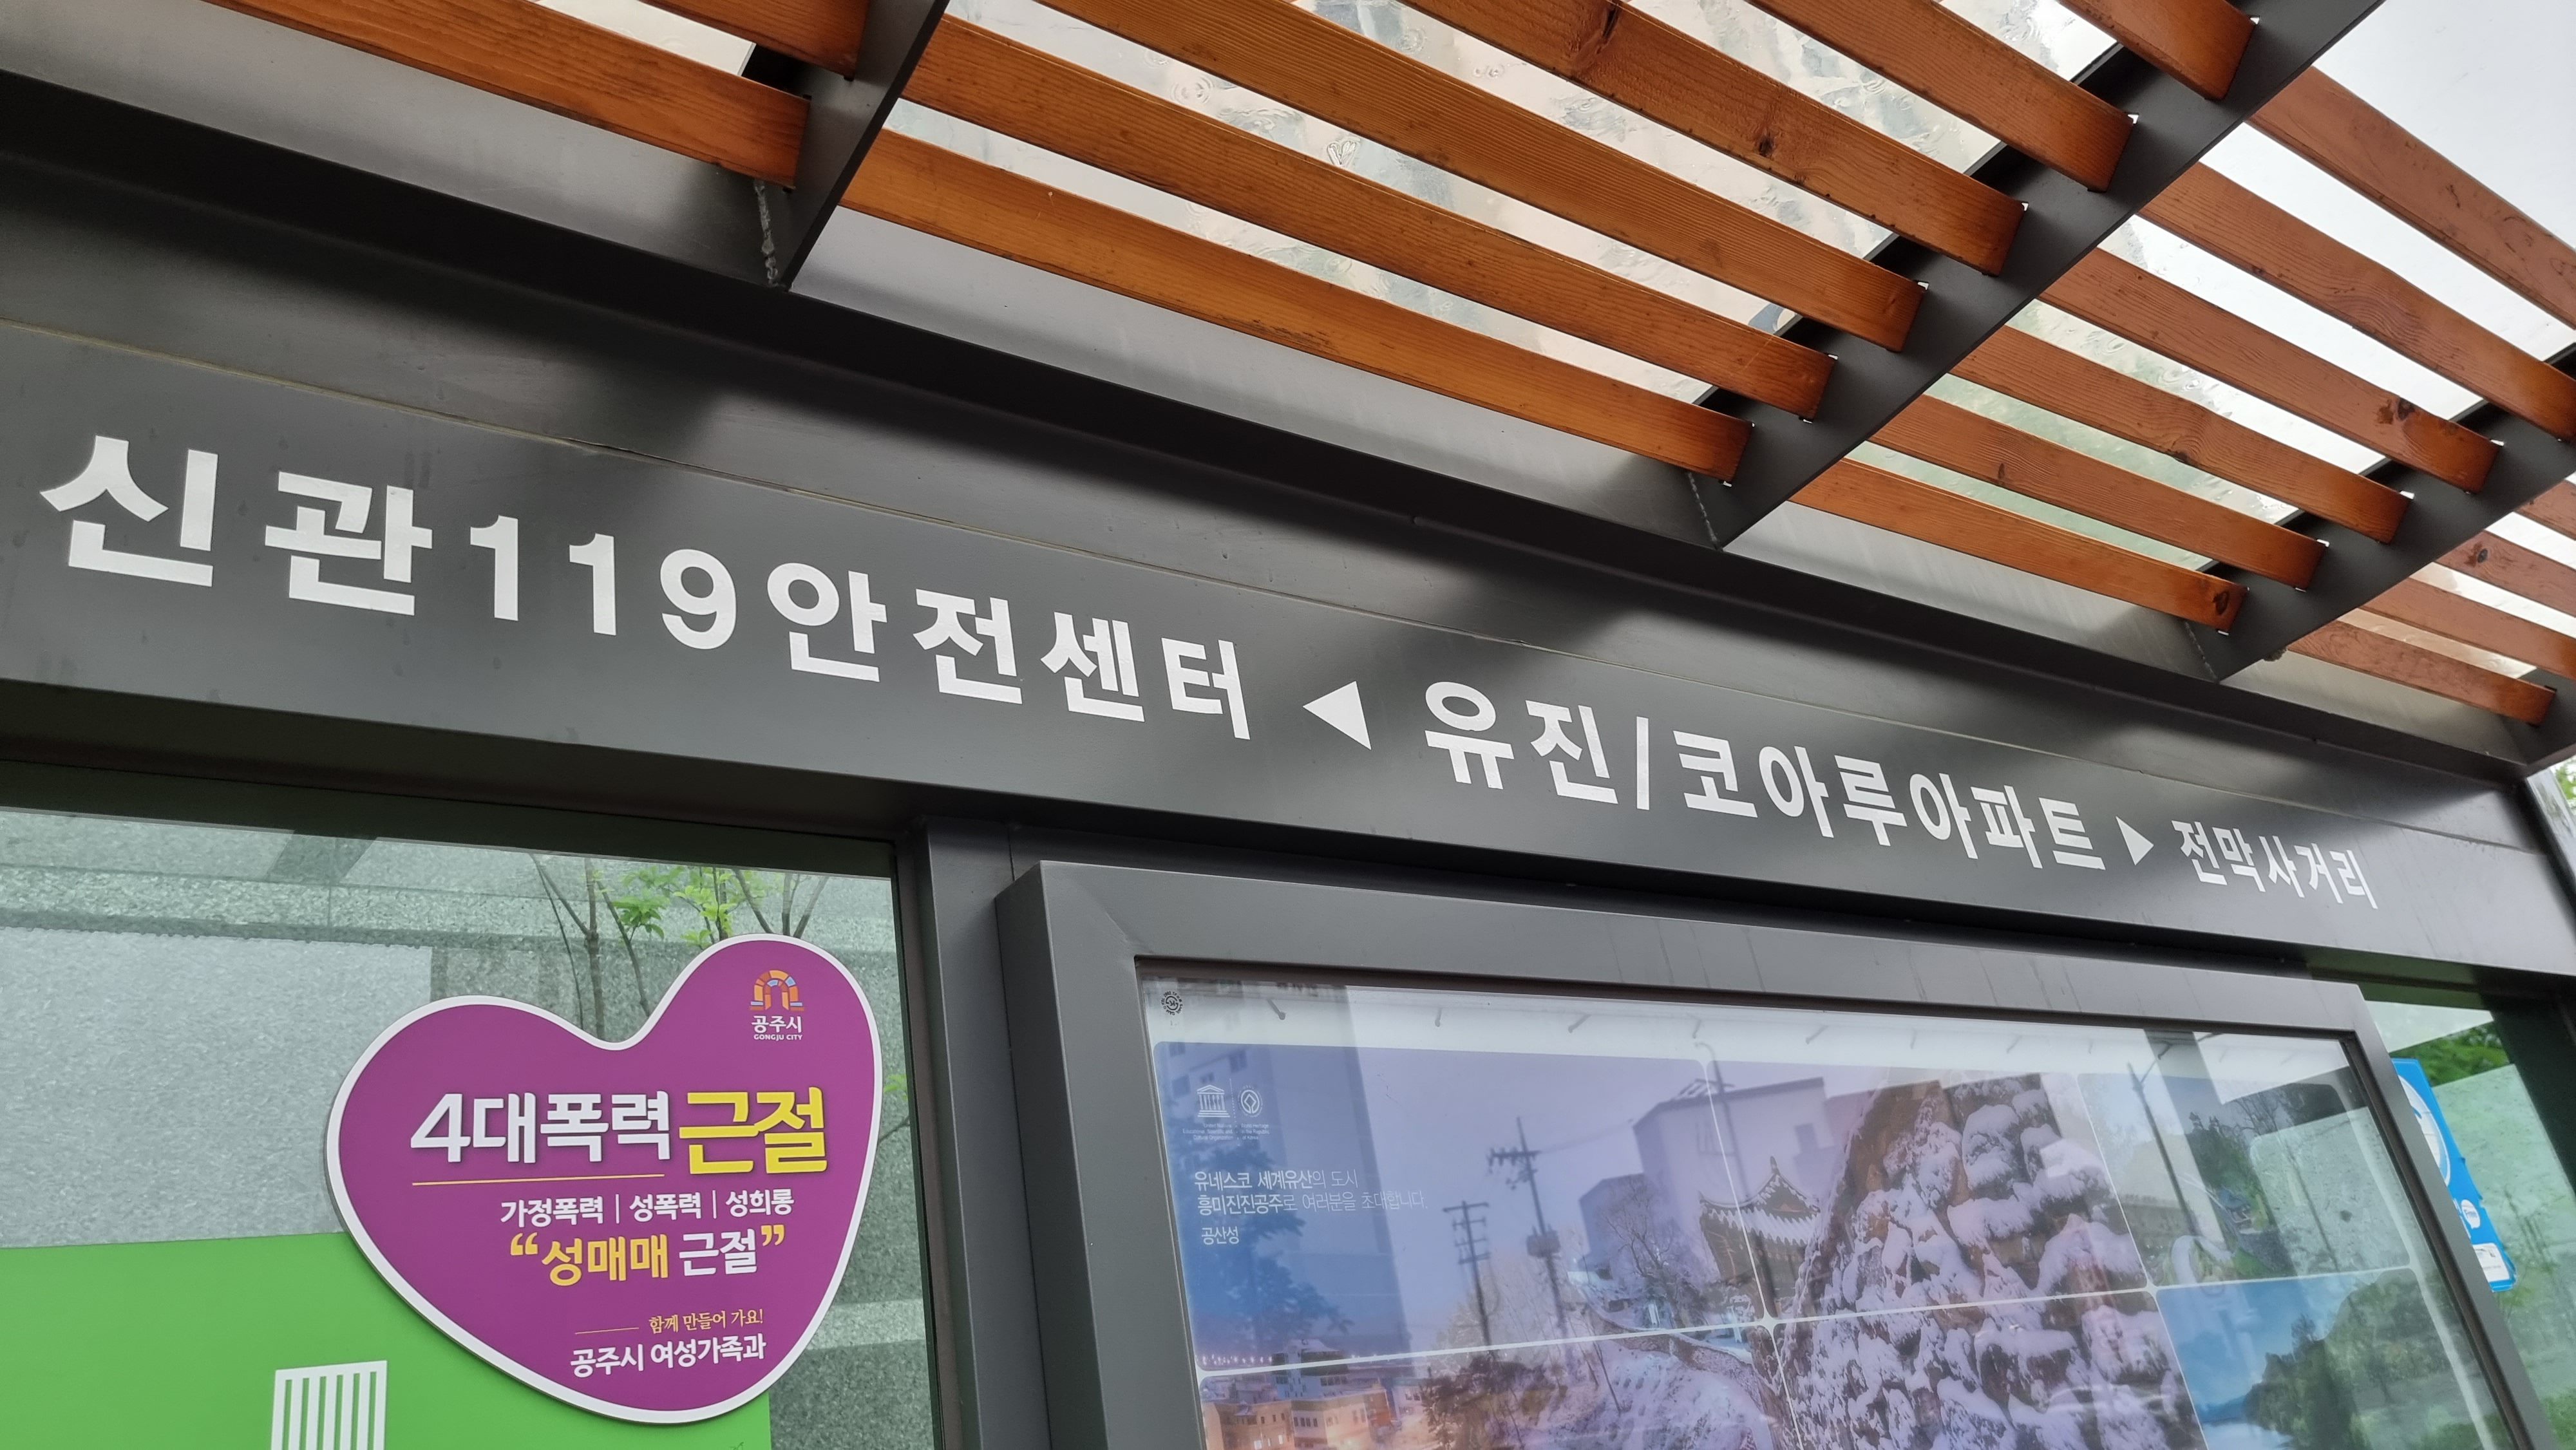 신관119안전센터 ◀ 유진/코아루아파트 ▶ 전막사거리
공주시
GONGJU CITY
4대폭력 근절
가정폭력 | 성폭력 | 성희롱
“성매매 근절”
함께 만들어 가요!
공주시 여성가족과
유네스코 세계유산의 도시
흥미진진공주로 여러분을 초대합니다.
공산성